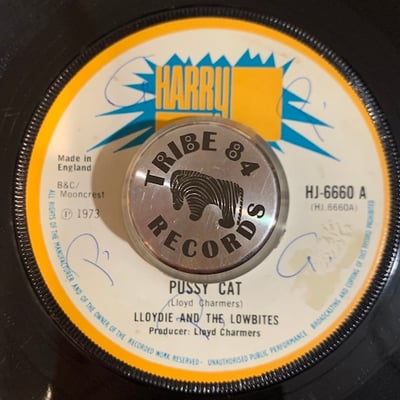 HARRY
TRIBE 84
RECORDS
Made in
England
B&C/
Mooncrest
Ⓟ 1973
HJ-6660 A
(HJ.6660A)
PUSSY CAT
(Lloyd Charmers)
LLOYDIE AND THE LOWBITES
Producer: Lloyd Charmers
ALL RIGHTS OF THE MANUFACTURER AND OF THE OWNER OF THE RECORDED WORK RESERVED - UNAUTHORISED PUBLIC PERFORMANCE BROADCASTING AND COPYING OF THIS RECORD PROHIBITED